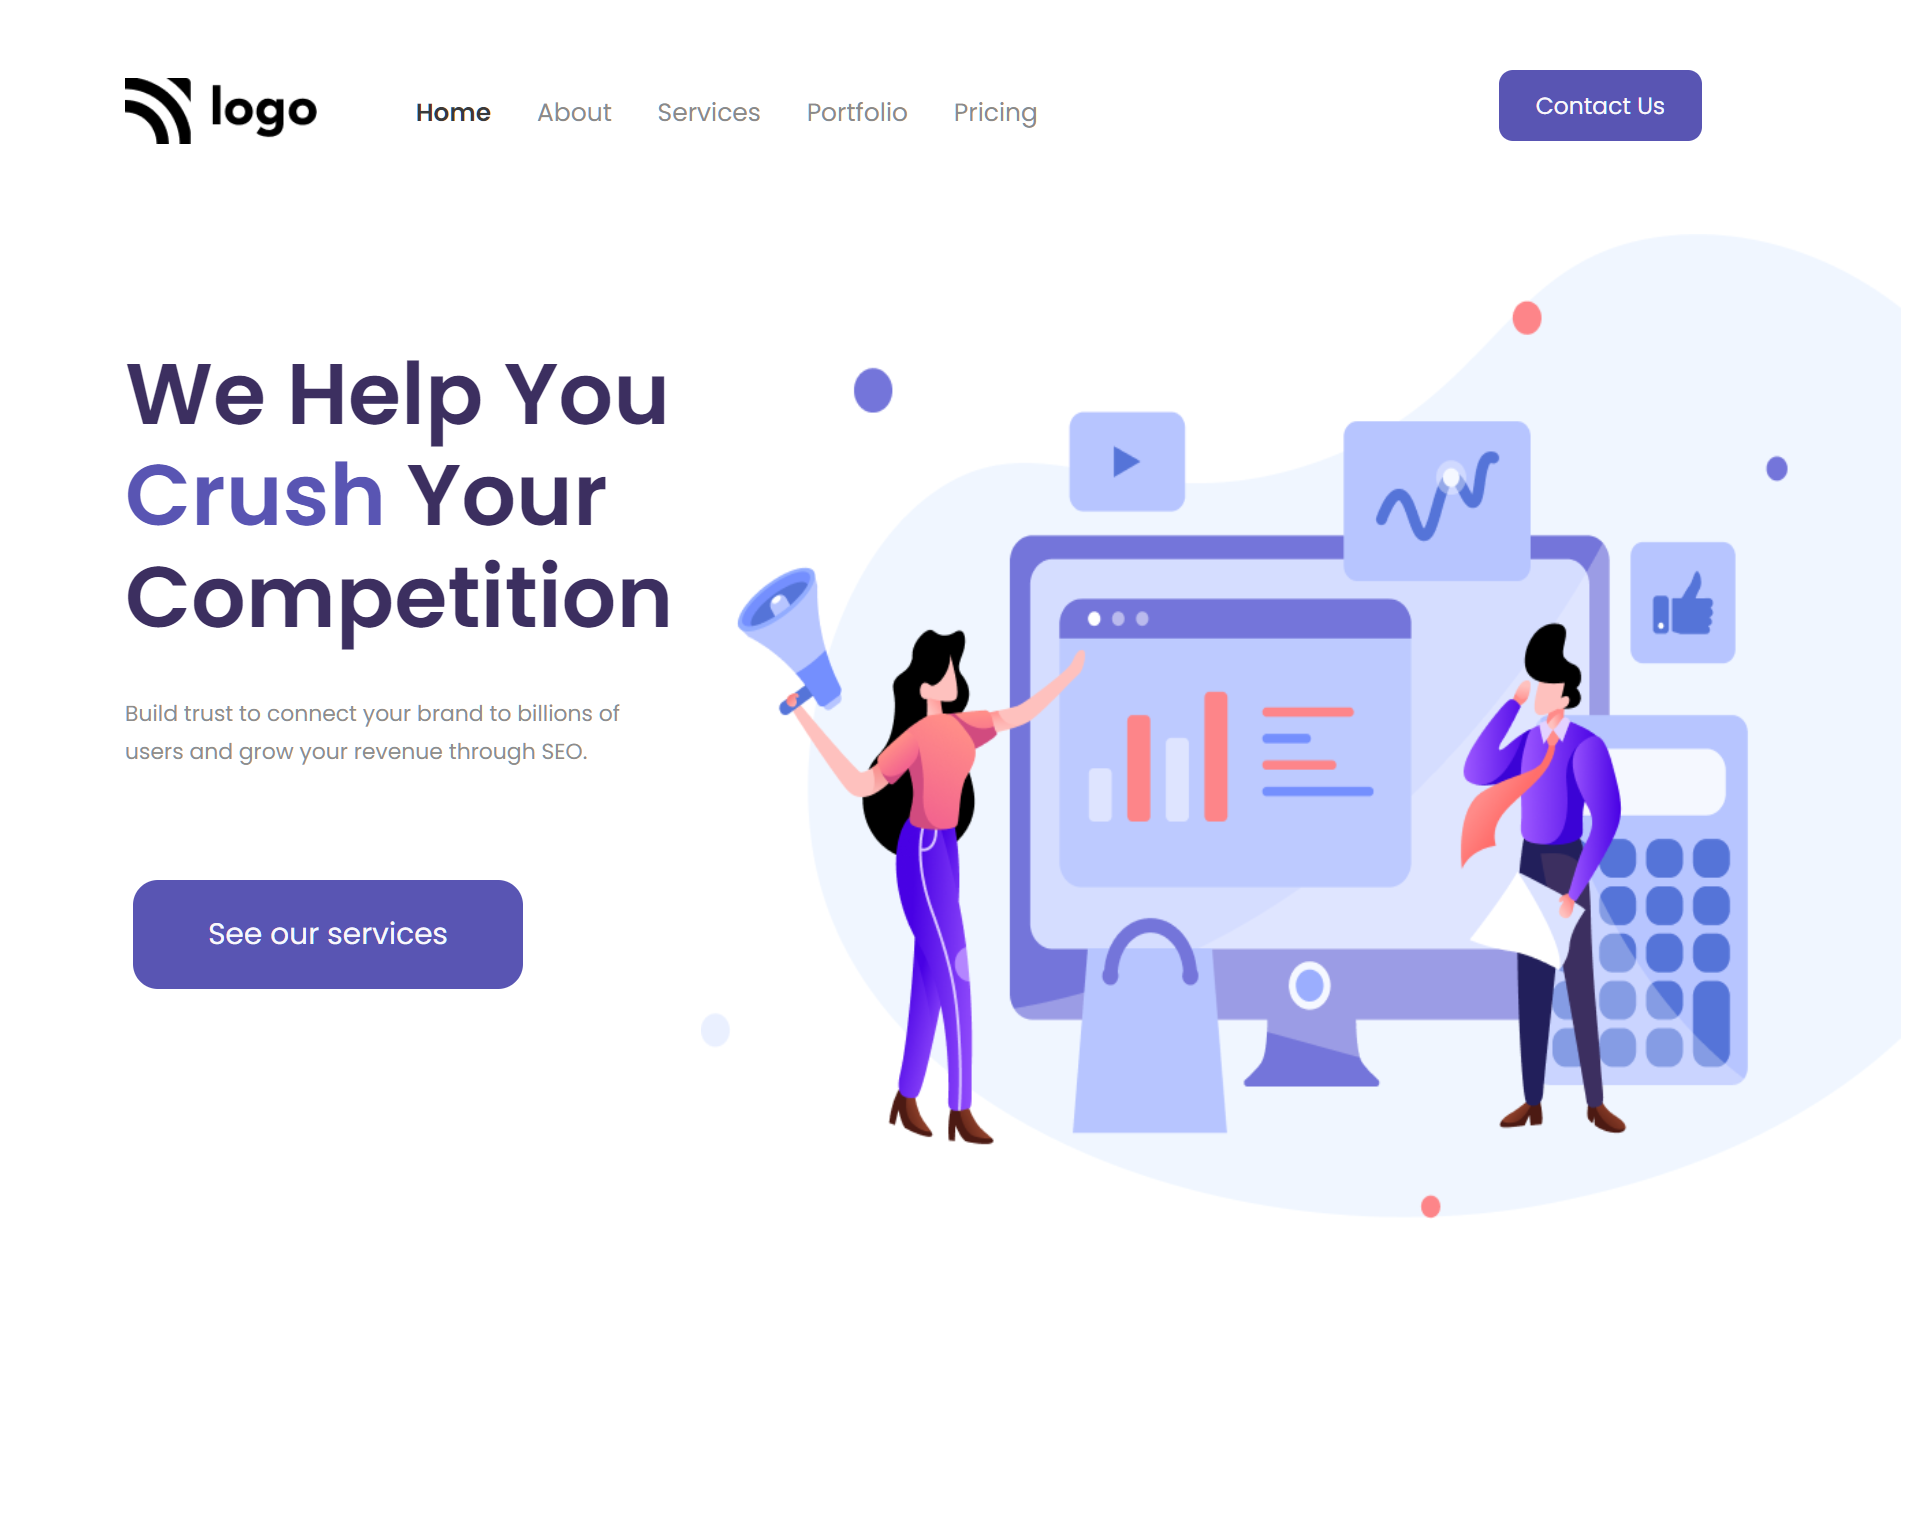 logo
Home About Services Portfolio Pricing
Contact Us
We Help You
Crush Your
Competition
Build trust to connect your brand to billions of
users and grow your revenue through SEO.
See our services